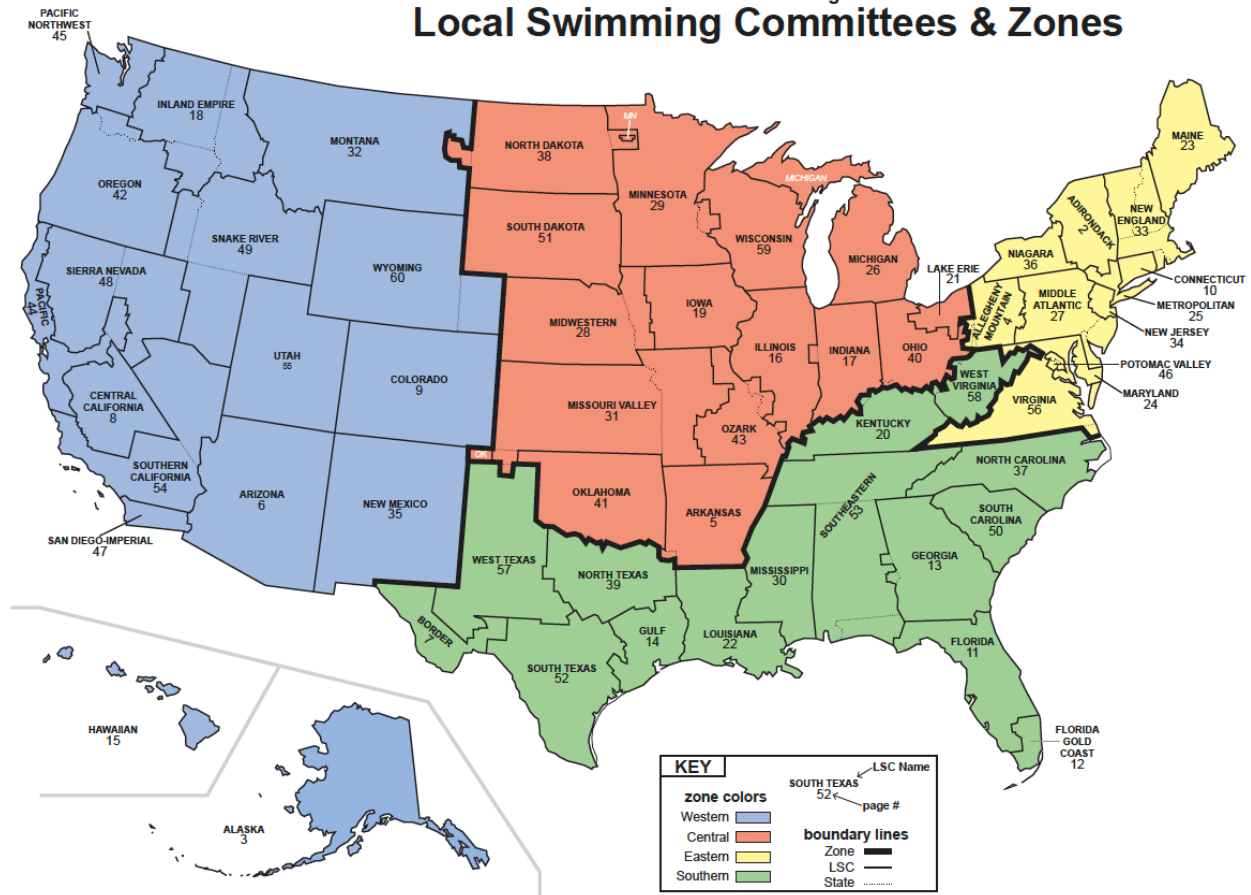 Local Swimming Committees & Zones
PACIFIC
NORTHWEST
45
INLAND EMPIRE
18
MONTANA
32
OREGON
42
SNAKE RIVER
49
WYOMING
60
SIERRA NEVADA
48
PACIFIC
44
UTAH
55
COLORADO
9
CENTRAL
CALIFORNIA
8
SOUTHERN
CALIFORNIA
54
SAN DIEGO-IMPERIAL
47
ARIZONA
6
NEW MEXICO
35
NORTH DAKOTA
38
MN
MINNESOTA
29
SOUTH DAKOTA
51
MICHIGAN
WISCONSIN
59
MICHIGAN
26
LAKE ERIE
21
MIDWESTERN
28
IOWA
19
ILLINOIS
16
INDIANA
17
OHIO
40
MISSOURI VALLEY
31
OZARK
43
OK
OKLAHOMA
41
ARKANSAS
5
MAINE
23
ADIRONDACK
2
NEW
ENGLAND
33
NIAGARA
36
CONNECTICUT
10
METROPOLITAN
25
ALLEGHENY
MOUNTAIN
4
MIDDLE
ATLANTIC
27
NEW JERSEY
34
POTOMAC VALLEY
46
MARYLAND
24
VIRGINIA
56
WEST
VIRGINIA
58
KENTUCKY
20
NORTH CAROLINA
37
SOUTHEASTERN
53
SOUTH
CAROLINA
50
GEORGIA
13
MISSISSIPPI
30
WEST TEXAS
57
NORTH TEXAS
39
BORDER
7
SOUTH TEXAS
52
GULF
14
LOUISIANA
22
FLORIDA
11
FLORIDA
GOLD
COAST
12
HAWAIIAN
15
ALASKA
3
KEY
SOUTH TEXAS
52
LSC Name
page #
zone colors
Western
Central
Eastern
Southern
boundary lines
Zone
LSC
State